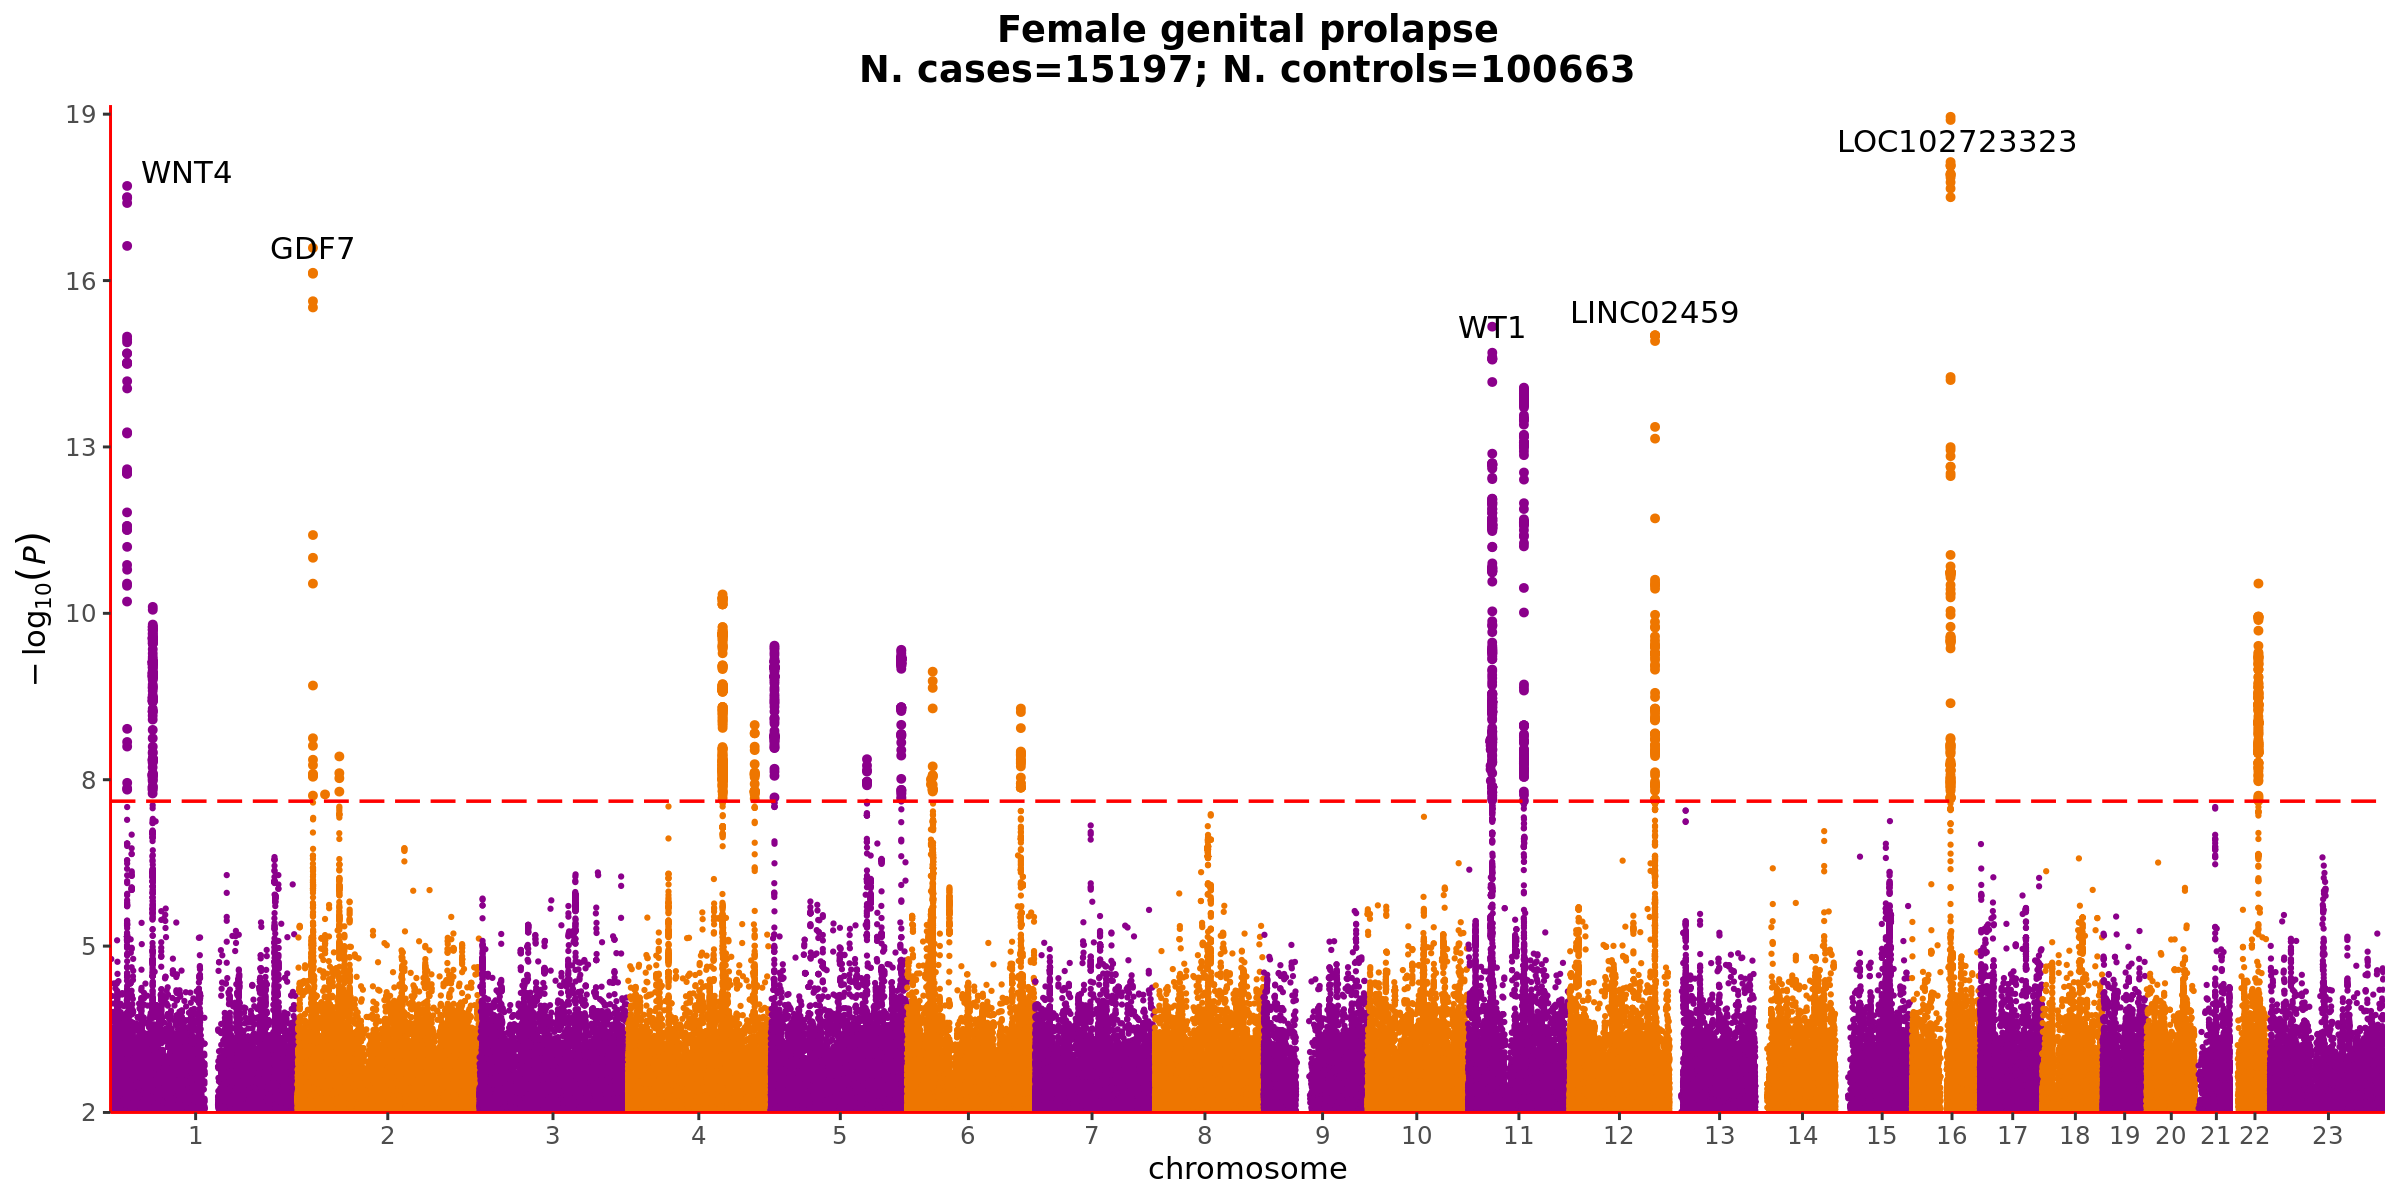 Female genital prolapse
N. cases=15197; N. controls=100663
19
16
13
10
8
5
2
−log10(P)
WNT4
GDF7
WT1
LINC02459
LOC102723323
1 2 3 4 5 6 7 8 9 10 11 12 13 14 15 16 17 18 19 20 21 22 23
chromosome